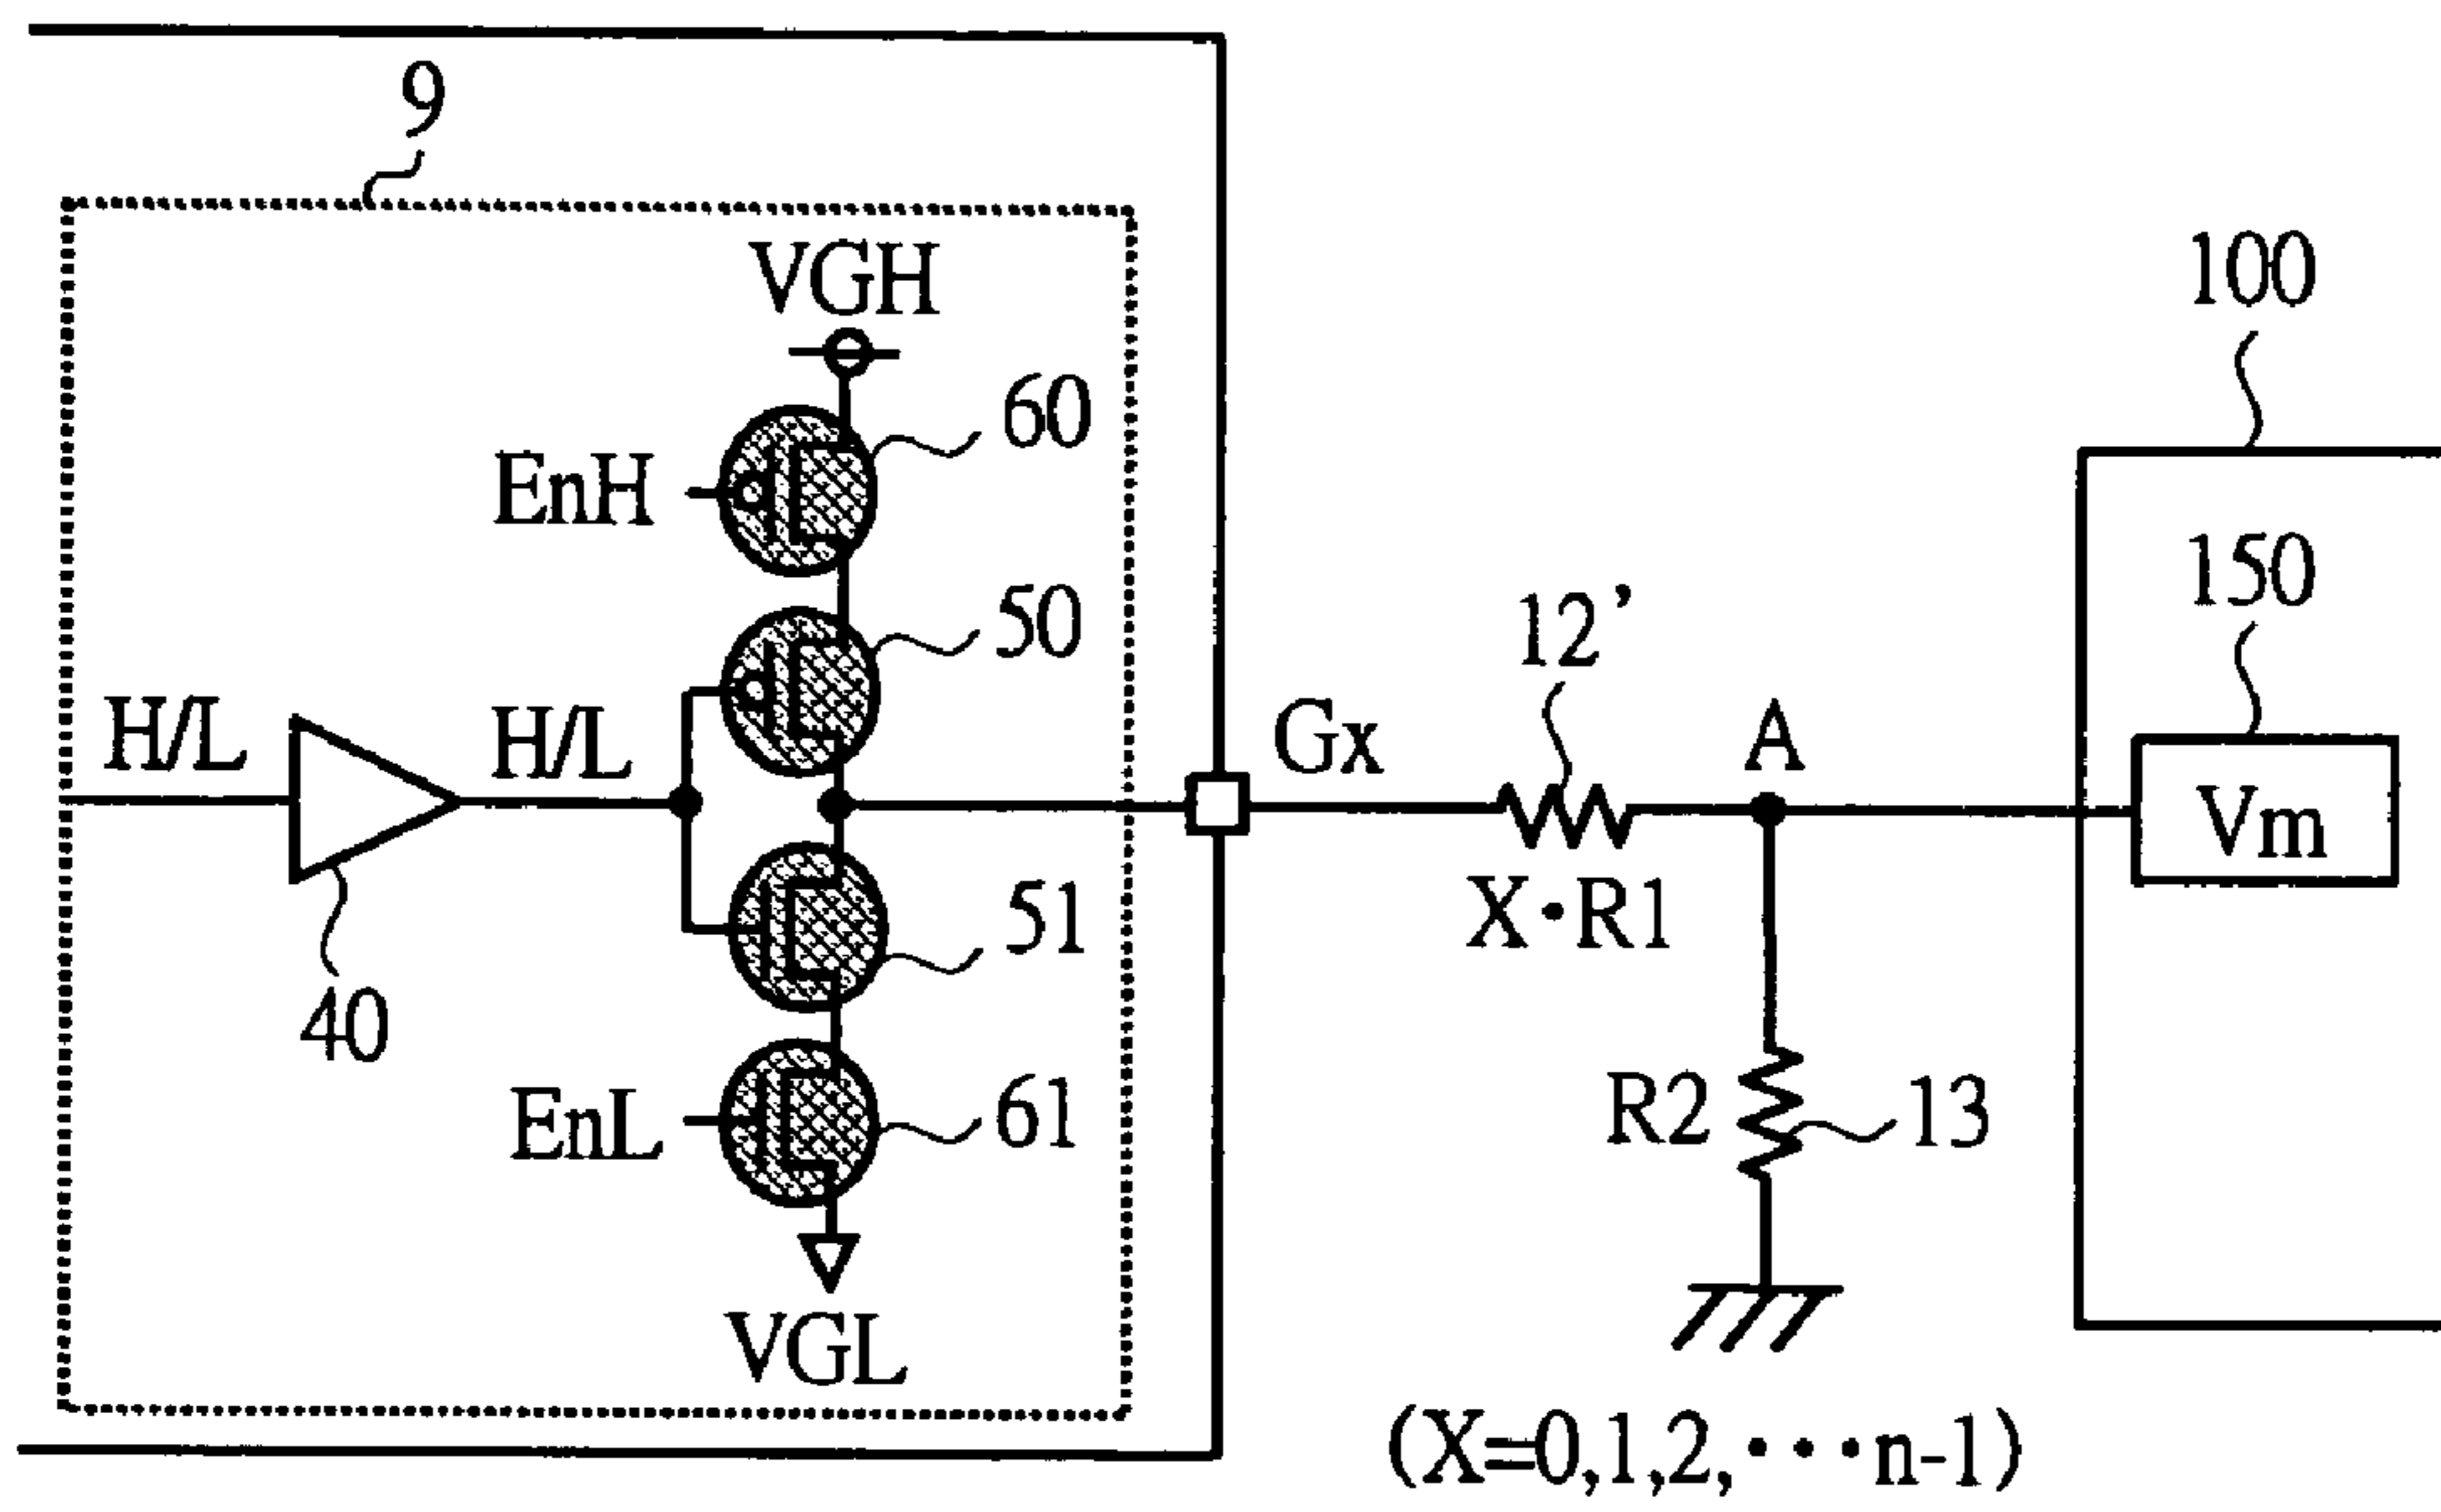 9
VGH
100
60
EnH
150
50
12’
H/L
H/L
Gx
A
Vm
51
X·R1
40
EnL
61
R2
13
VGL
(X=0,1,2,···n-1)